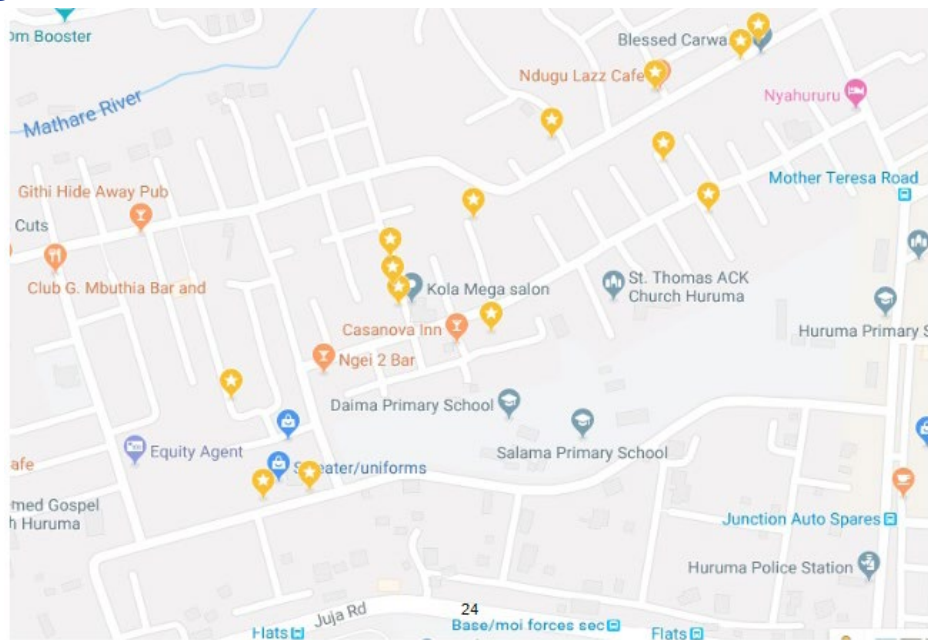 om Booster
Blessed Carwa
Ndugu Lazz Cafe
Nyahururu
Mathare River
Mother Teresa Road
Githi Hide Away Pub
Cuts
Club G. Mbuthia Bar and
Kola Mega salon
St. Thomas ACK
Church Huruma
Casanova Inn
Huruma Primary S
Ngei 2 Bar
Daima Primary School
Salama Primary School
Equity Agent
afe
eater/uniforms
med Gospel
h Huruma
Junction Auto Spares
Huruma Police Station
Juja Rd
24
Flats
Base/moi forces sec
Flats